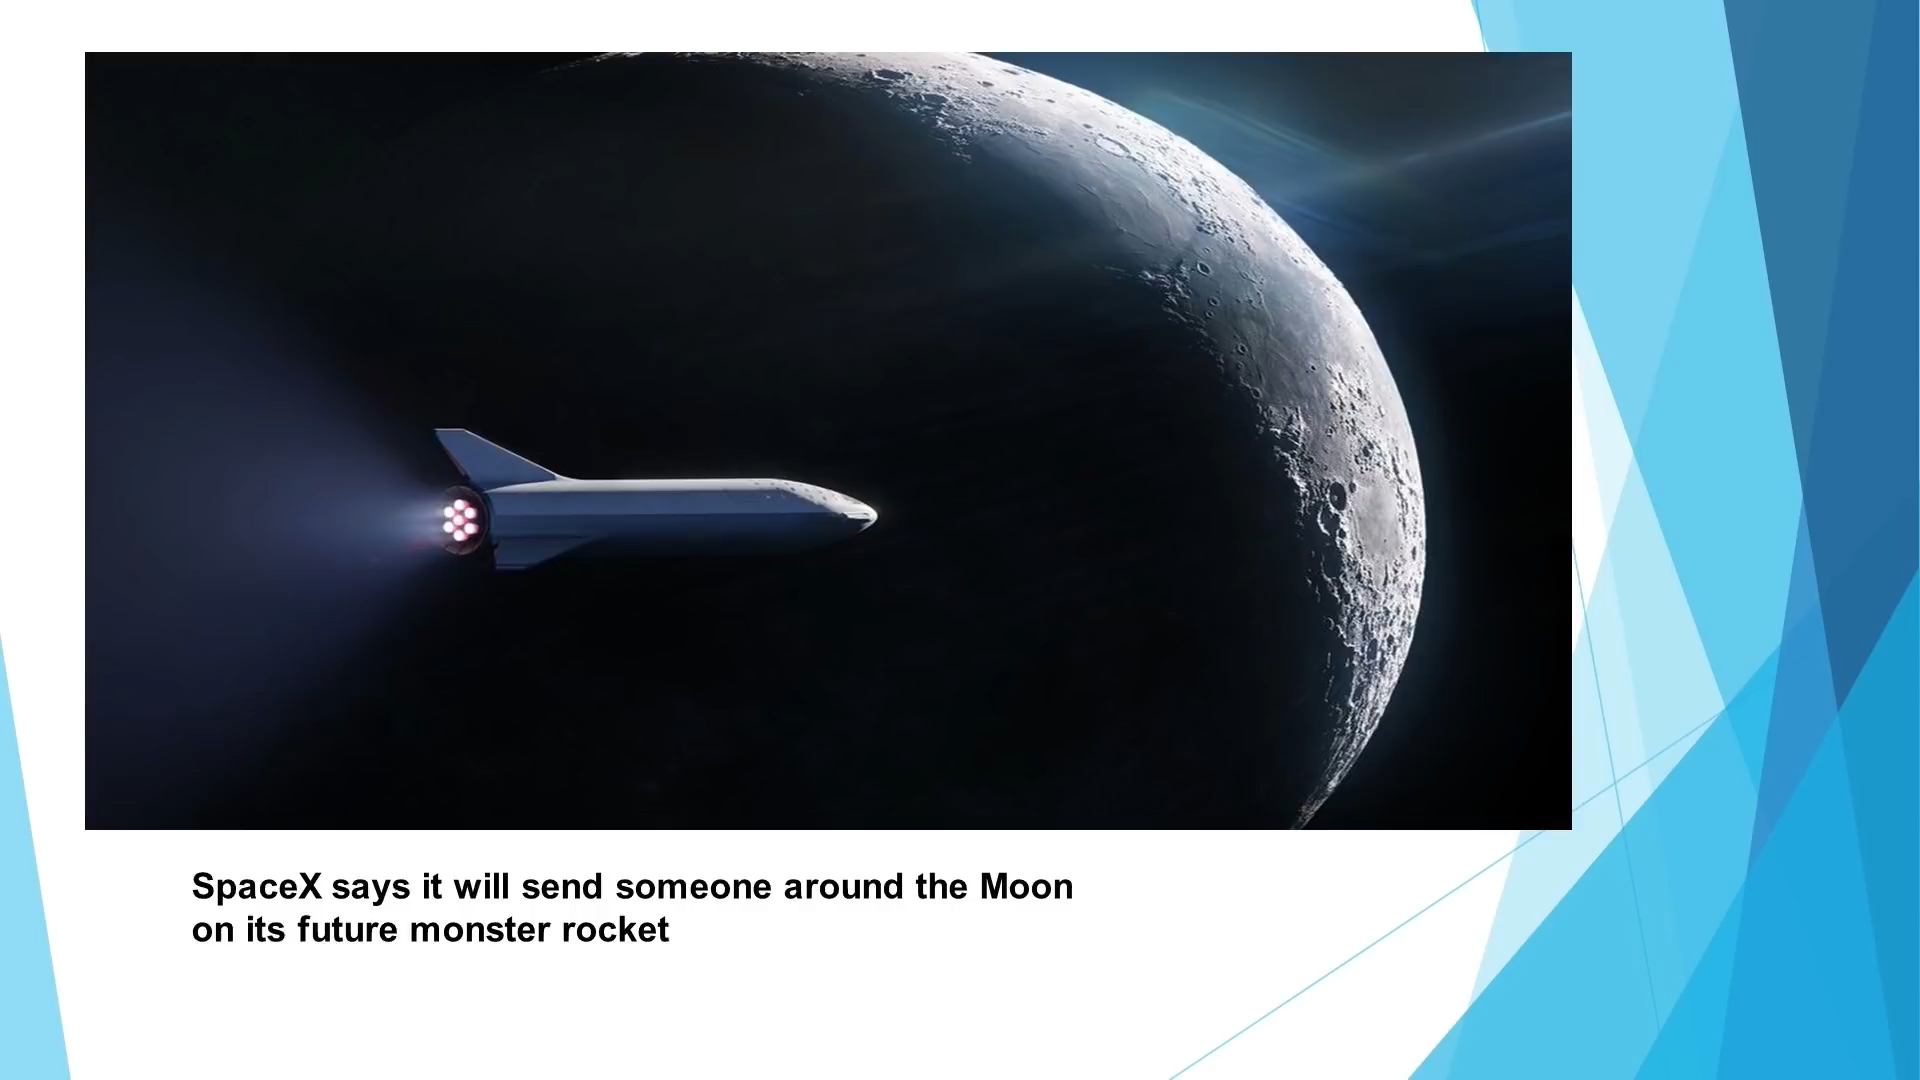 SpaceX says it will send someone around the Moon
on its future monster rocket